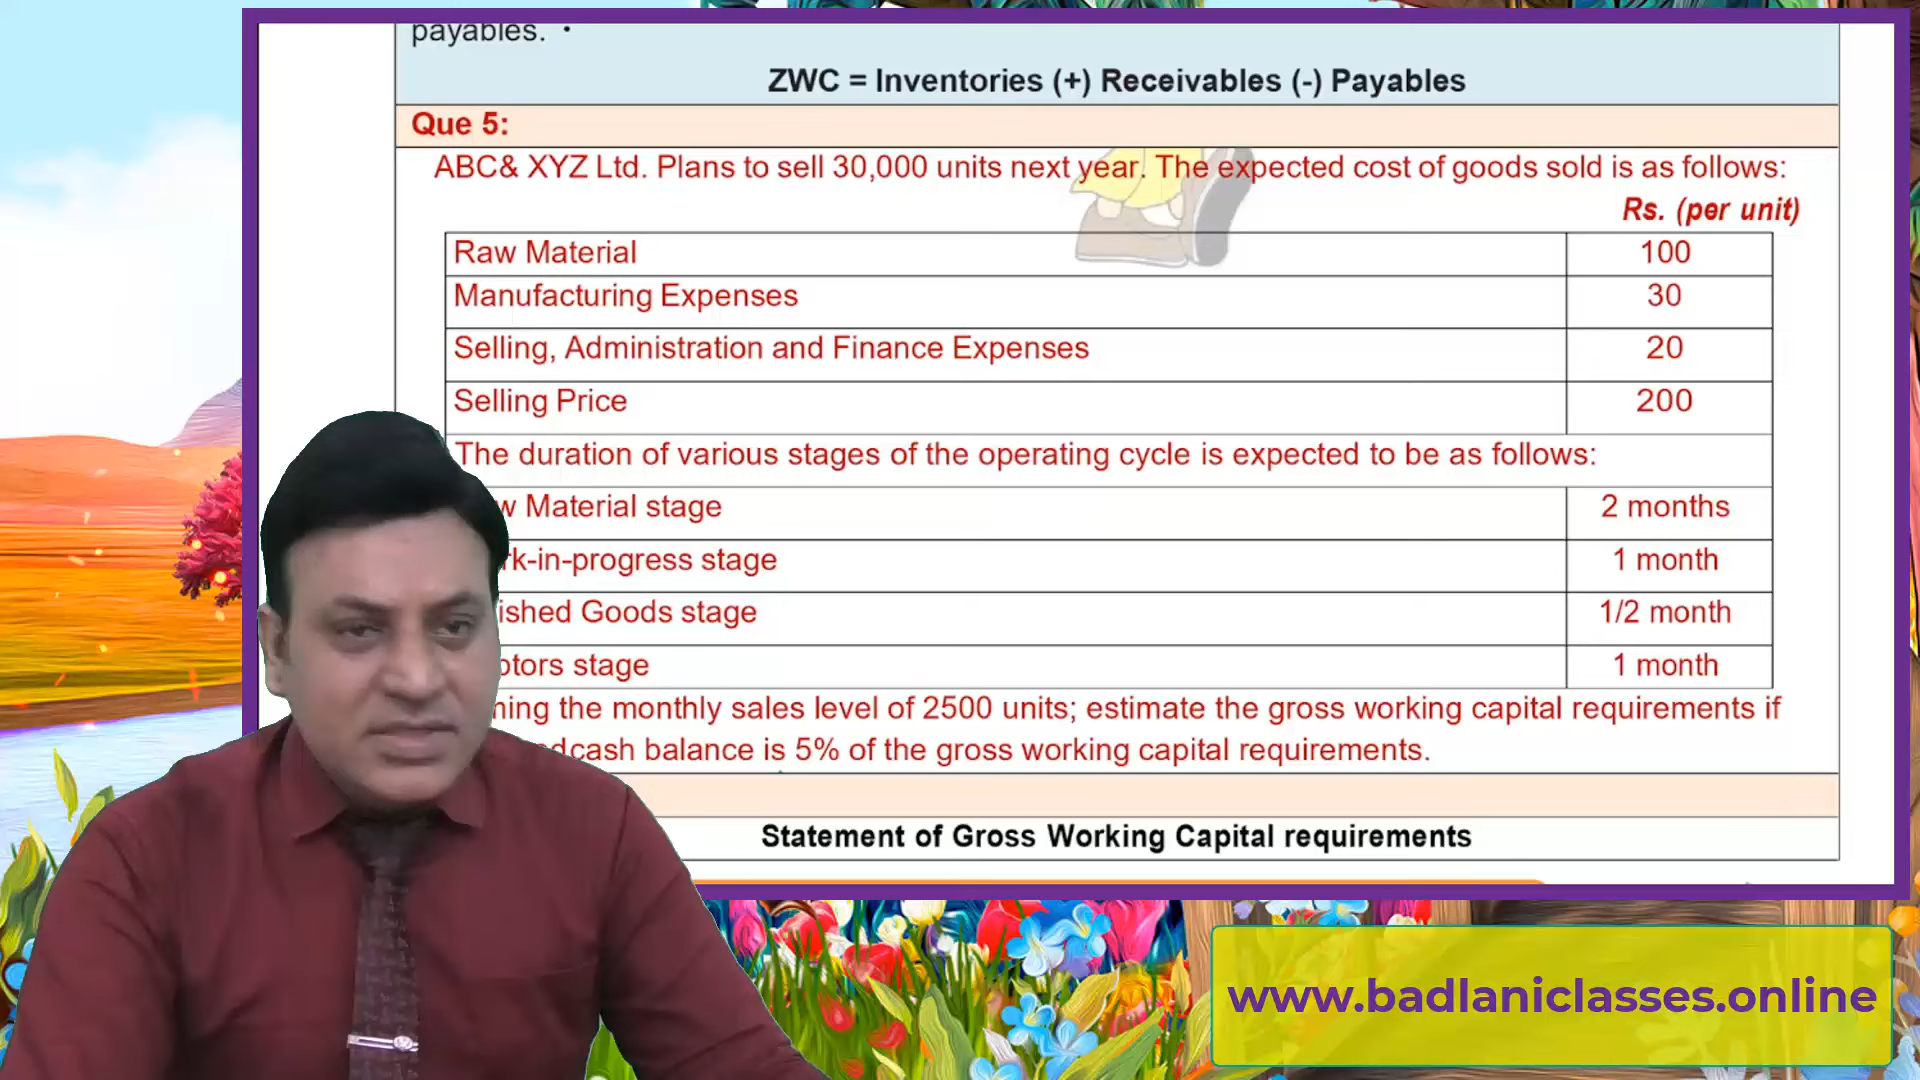 payables.
ZWC = Inventories (+) Receivables (-) Payables
Que 5:
ABC& XYZ Ltd. Plans to sell 30,000 units next year. The expected cost of goods sold is as follows:
Rs. (per unit)
Raw Material 100
Manufacturing Expenses 30
Selling, Administration and Finance Expenses 20
Selling Price 200
The duration of various stages of the operating cycle is expected to be as follows:
Material stage 2 months
-in-progress stage 1 month
Goods stage 1/2 month
stage 1 month
the monthly sales level of 2500 units; estimate the gross working capital requirements if
cash balance is 5% of the gross working capital requirements.
Statement of Gross Working Capital requirements
www.badlaniclasses.online